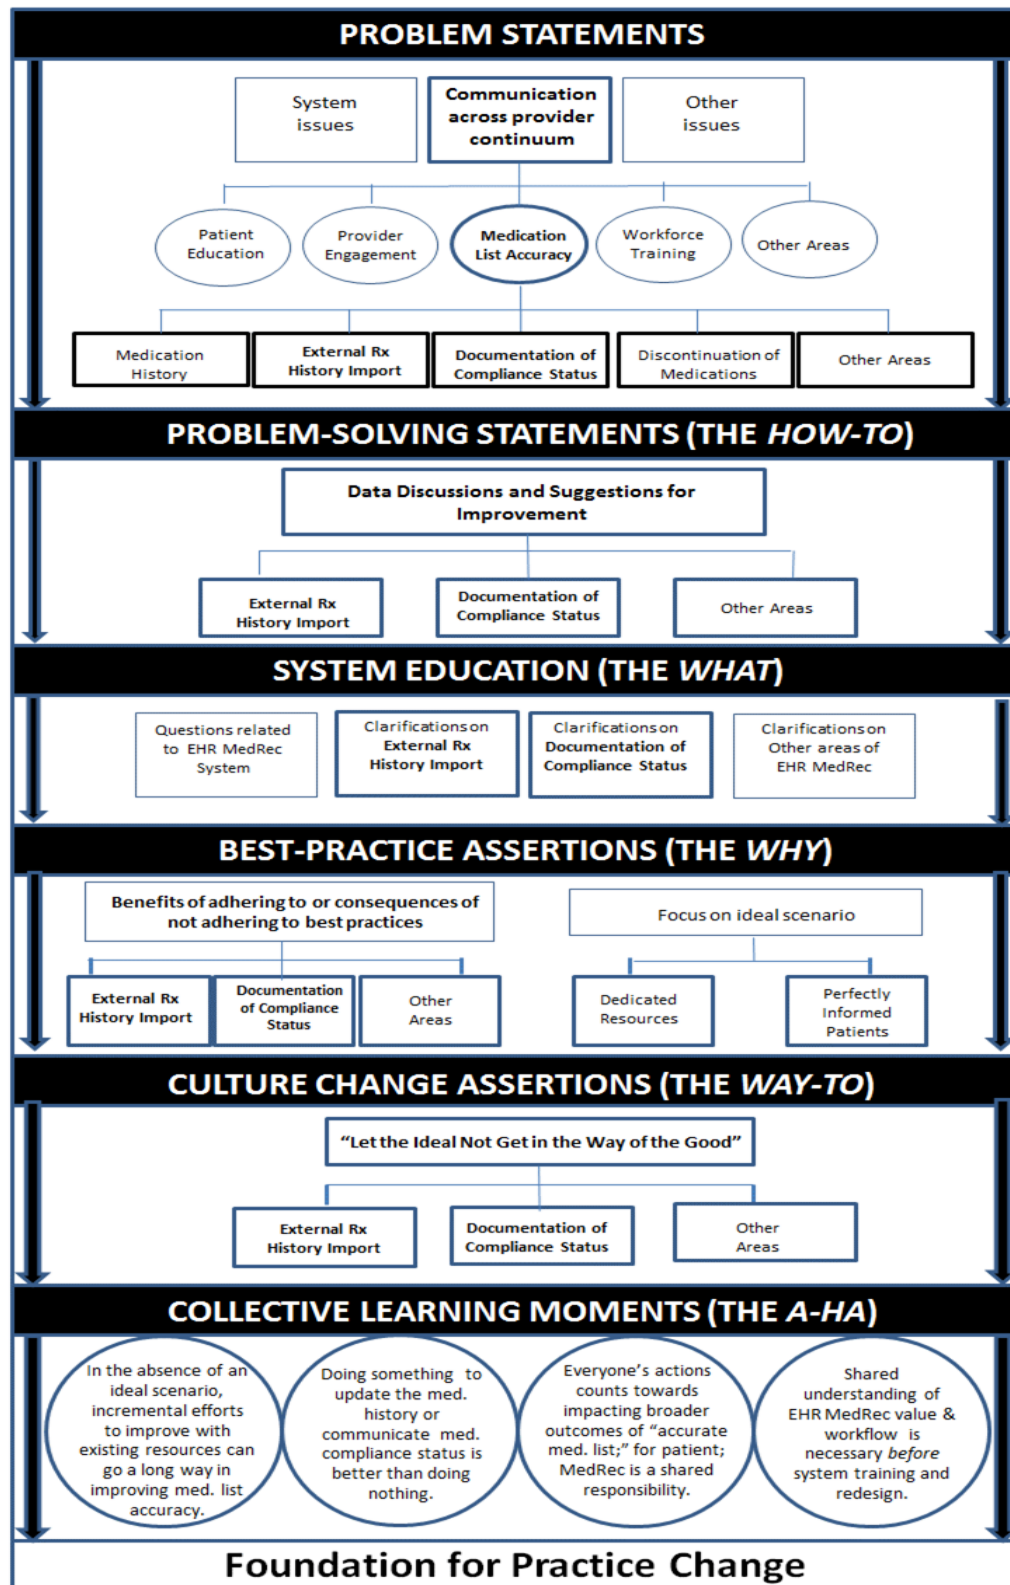 PROBLEM STATEMENTS
System
issues
Communication
across provider
continuum
Other
issues
Patient
Education
Provider
Engagement
Medication
List Accuracy
Workforce
Training
Other Areas
Medication
History
External Rx
History Import
Documentation of
Compliance Status
Discontinuation of
Medications
Other Areas
PROBLEM-SOLVING STATEMENTS (THE HOW-TO)
Data Discussions and Suggestions for
Improvement
External Rx
History Import
Documentation of
Compliance Status
Other Areas
SYSTEM EDUCATION (THE WHAT)
Questions related
to EHR MedRec
System
Clarifications on
External Rx
History Import
Clarifications on
Documentation of
Compliance Status
Clarifications on
Other areas of
EHR MedRec
BEST-PRACTICE ASSERTIONS (THE WHY)
Benefits of adhering to or consequences of
not adhering to best practices
Focus on ideal scenario
External Rx
History Import
Documentation
of Compliance
Status
Other
Areas
Dedicated
Resources
Perfectly
Informed
Patients
CULTURE CHANGE ASSERTIONS (THE WAY-TO)
“Let the Ideal Not Get in the Way of the Good”
External Rx
History Import
Documentation of
Compliance Status
Other
Areas
COLLECTIVE LEARNING MOMENTS (THE A-HA)
In the absence of an
ideal scenario,
incremental efforts
to improve with
existing resources can
go a long way in
improving med. list
accuracy.
Doing something to
update the med.
history or
communicate med.
compliance status is
better than doing
nothing.
Everyone’s actions
counts towards
impacting broader
outcomes of “accurate
med. list;” for patient;
MedRec is a shared
responsibility.
Shared
understanding of
EHR MedRec value &
workflow is
necessary before
system training and
redesign.
Foundation for Practice Change